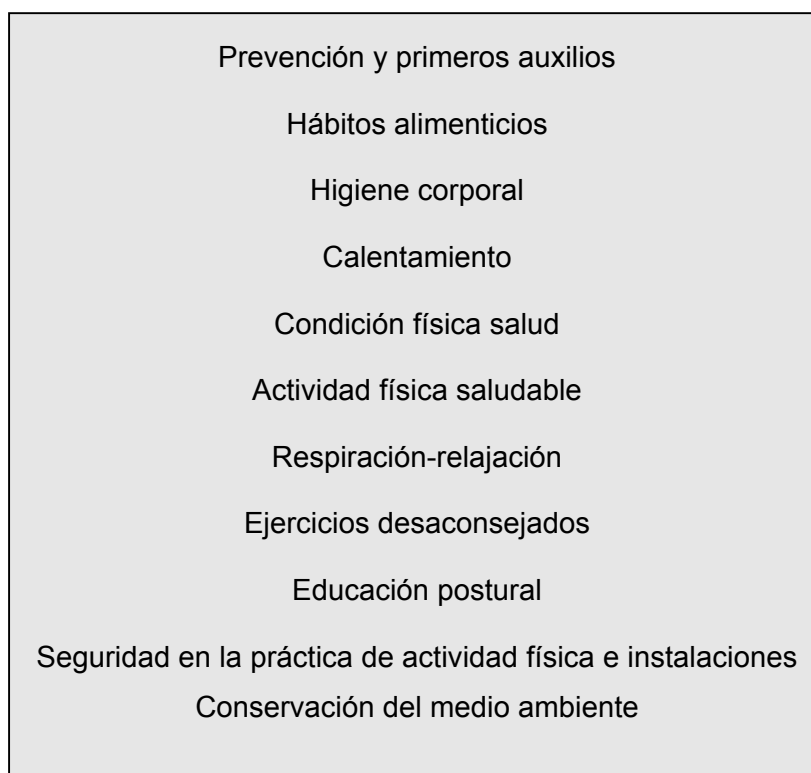 Prevención y primeros auxilios
Hábitos alimenticios
Higiene corporal
Calentamiento
Condición física salud
Actividad física saludable
Respiración-relajación
Ejercicios desaconsejados
Educación postural
Seguridad en la práctica de actividad física e instalaciones
Conservación del medio ambiente